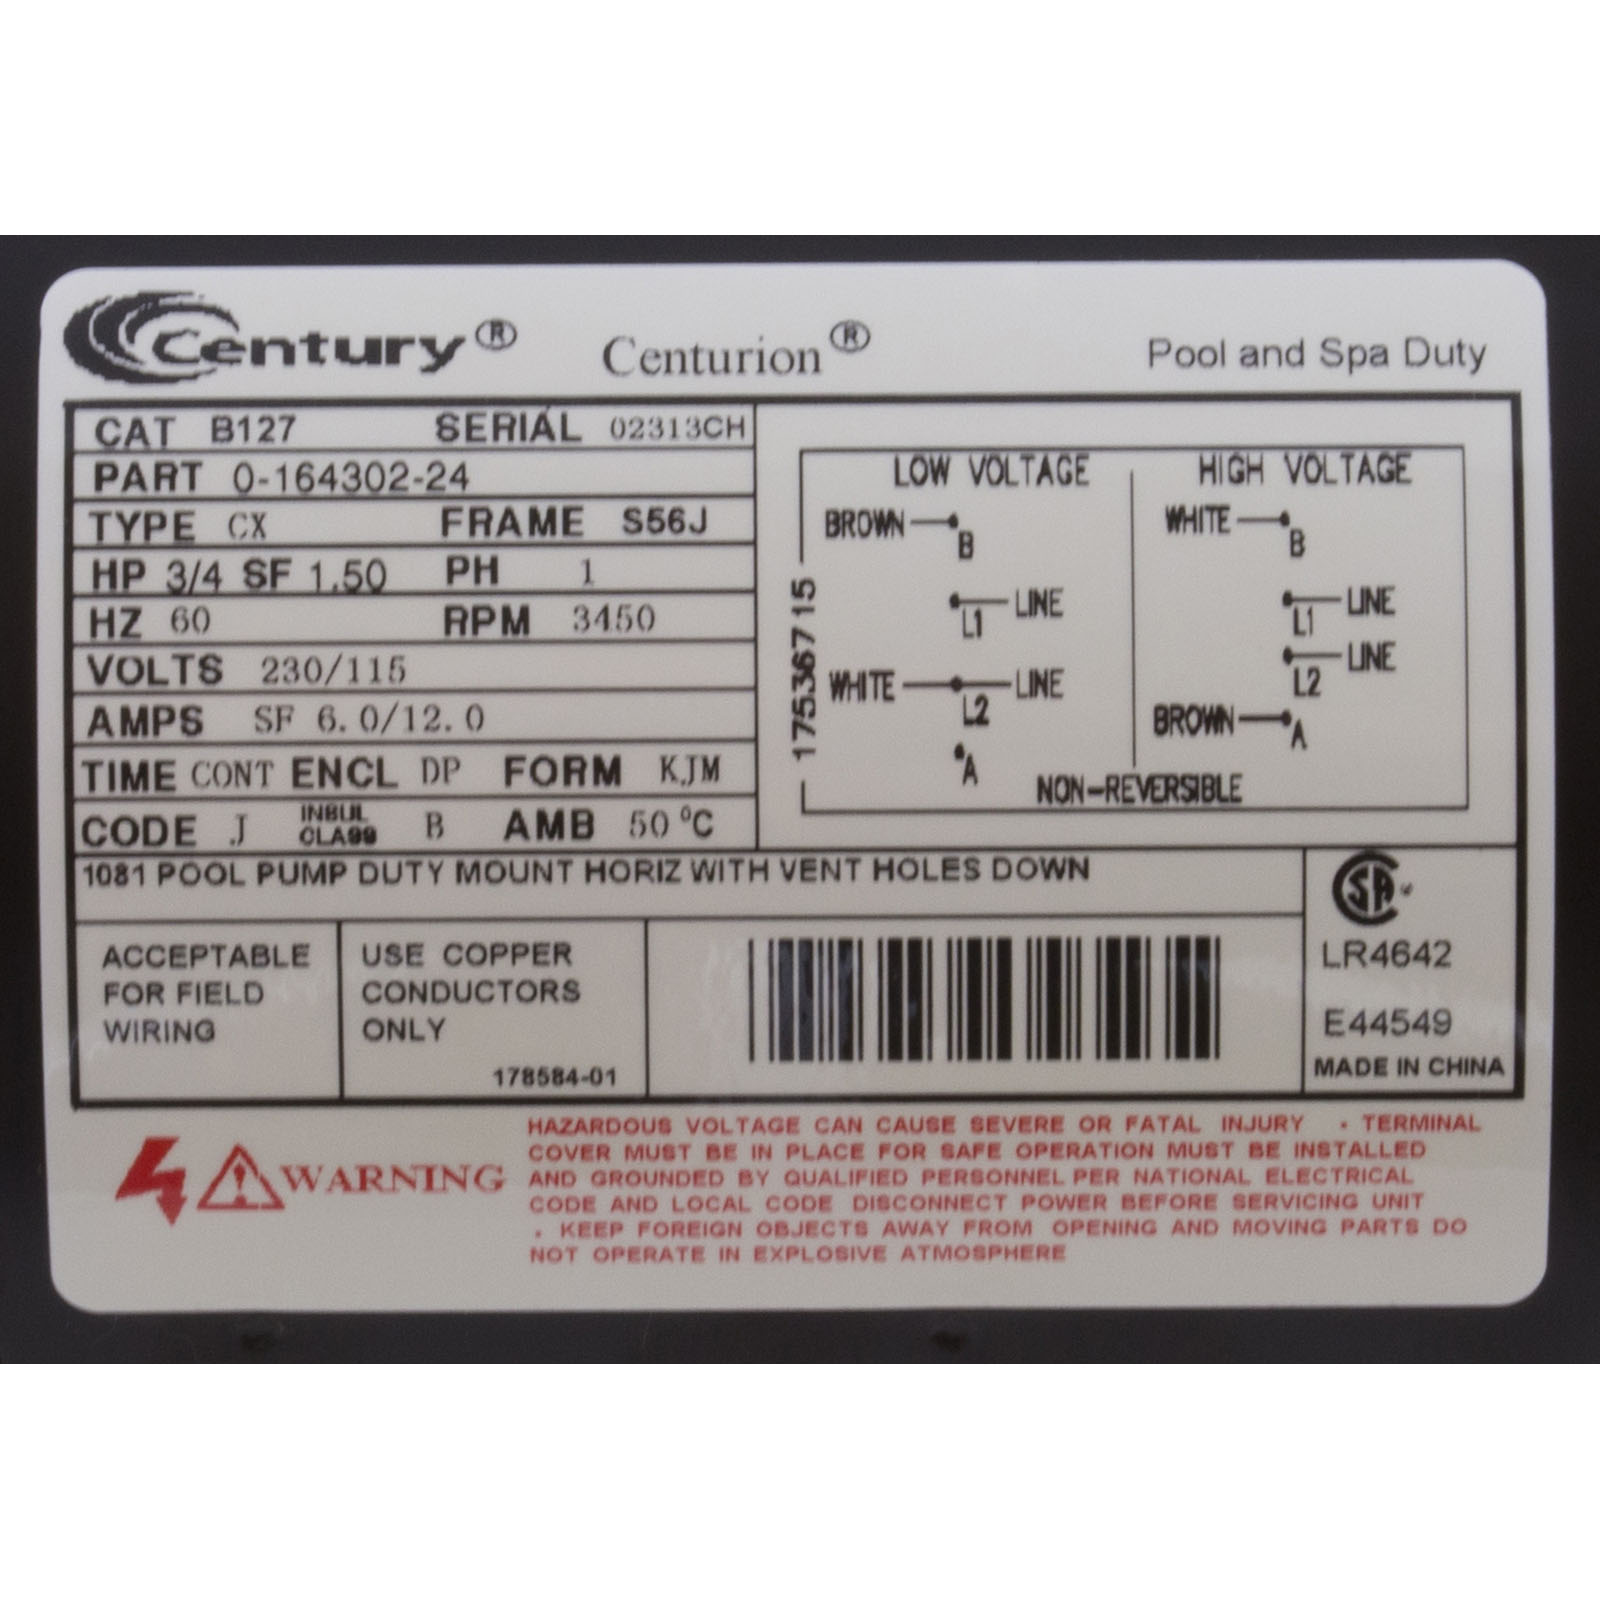 Century® Centurion® Pool and Spa Duty
CAT B127 SERIAL 02313CH
PART 0-164302-24
TYPE CX FRAME S56J
HP 3/4 SF 1.50 PH 1
HZ 60 RPM 3450
VOLTS 230/115
AMPS SF 6.0/12.0
TIME CONT ENCL DP FORM KJM
CODE J INSUL CLASS B AMB 50 °C
175367 15
LOW VOLTAGE
BROWN B
L1 LINE
WHITE L2 LINE
A
HIGH VOLTAGE
WHITE B
L1 LINE
L2 LINE
BROWN A
NON-REVERSIBLE
1081 POOL PUMP DUTY MOUNT HORIZ WITH VENT HOLES DOWN
ACCEPTABLE
FOR FIELD
WIRING
USE COPPER
CONDUCTORS
ONLY
178584-01
SA
LR4642
E44549
MADE IN CHINA
WARNING
HAZARDOUS VOLTAGE CAN CAUSE SEVERE OR FATAL INJURY . TERMINAL
COVER MUST BE IN PLACE FOR SAFE OPERATION MUST BE INSTALLED
AND GROUNDED BY QUALIFIED PERSONNEL PER NATIONAL ELECTRICAL
CODE AND LOCAL CODE DISCONNECT POWER BEFORE SERVICING UNIT
. KEEP FOREIGN OBJECTS AWAY FROM OPENING AND MOVING PARTS DO
NOT OPERATE IN EXPLOSIVE ATMOSPHERE